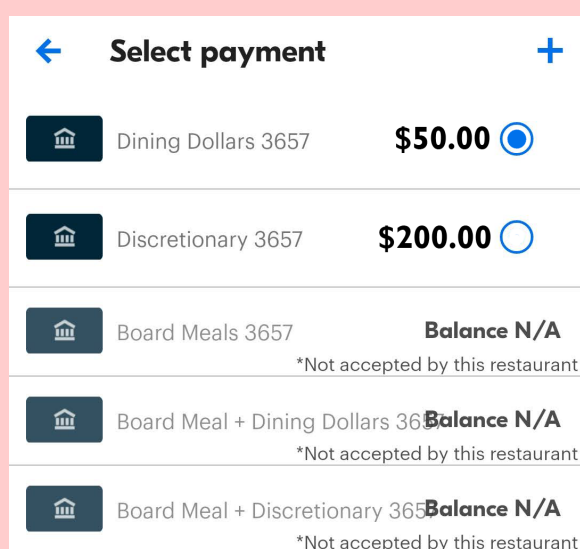 Select payment
Dining Dollars 3657 $50.00
Discretionary 3657 $200.00
Board Meals 3657 Balance N/A
*Not accepted by this restaurant
Board Meal + Dining Dollars 3657 Balance N/A
*Not accepted by this restaurant
Board Meal + Discretionary 3657 Balance N/A
*Not accepted by this restaurant